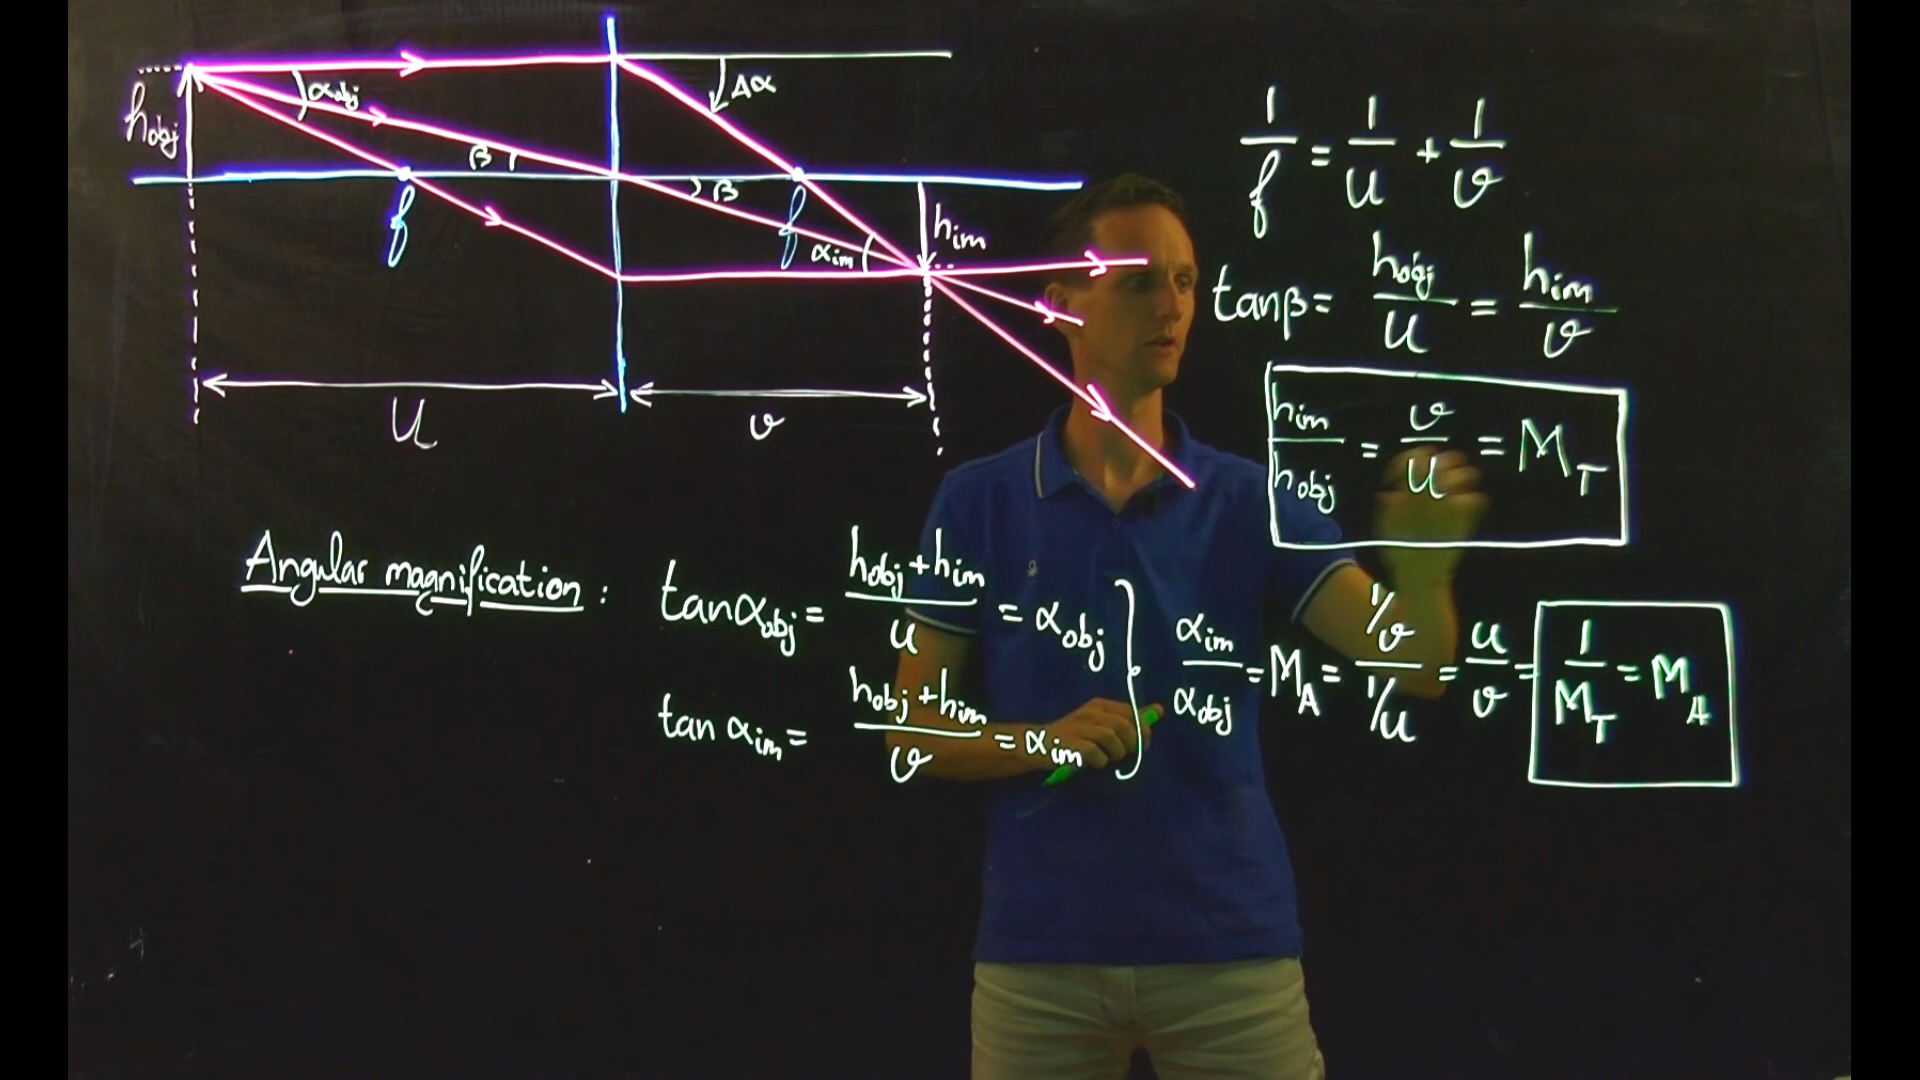 h_obj
α_obj
β
f
Δα
β
f
α_im
h_im
U
v
1/f = 1/U + 1/v
tanβ = h_obj/U = h_im/v
h_im/h_obj = v/U = M_T
Angular magnification :
tanα_obj = (h_obj + h_im)/u = α_obj
tan α_im = (h_obj + h_im)/v = α_im
α_im/α_obj = M_A = (1/v)/(1/u) = u/v = 1/M_T = M_A